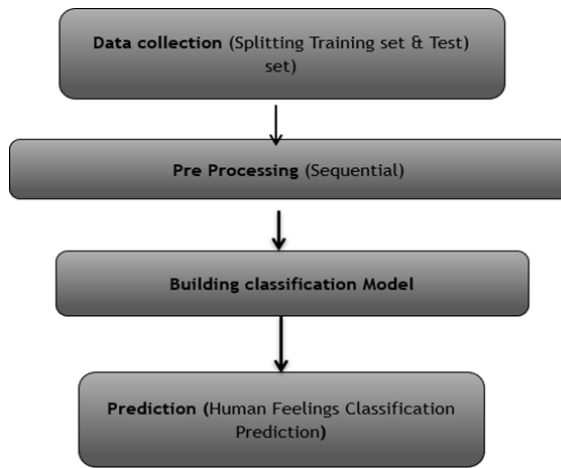 Data collection (Splitting Training set & Test)
set)
Pre Processing (Sequential)
Building classification Model
Prediction (Human Feelings Classification
Prediction)